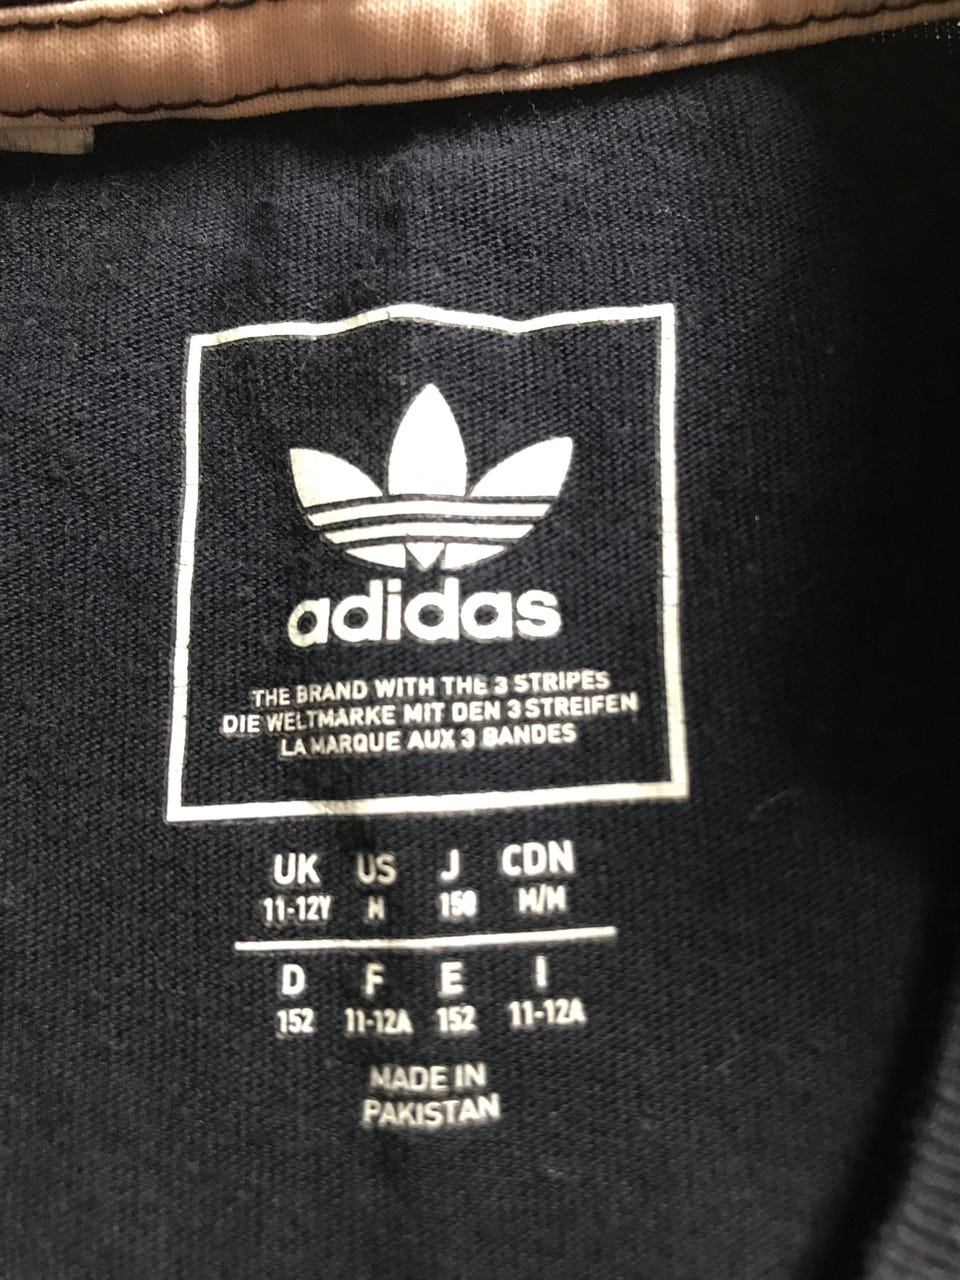 adidas
THE BRAND WITH THE 3 STRIPES
DIE WELTMARKE MIT DEN 3 STREIFEN
LA MARQUE AUX 3 BANDES
UK US J CDN
11-12Y M 150 M/M
D F E I
152 11-12A 152 11-12A
MADE IN
PAKISTAN